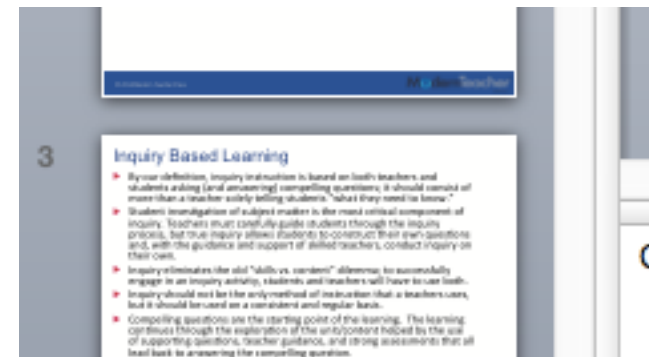 ModernTeacher
3
Inquiry Based Learning
By our definition, inquiry instruction is based on both teachers and
students asking (and answering) compelling questions; it should consist of
more than a teacher solely telling students "what they need to know."
Student investigation of subject matter is the most critical component of
inquiry. Teachers must carefully guide students through the inquiry
process, but true inquiry allows students to construct their own questions
and, with the guidance and support of skilled teachers, conduct inquiry on
their own.
Inquiry eliminates the old "skills vs. content" dilemma; to successfully
engage in an inquiry activity, students and teachers will have to use both.
Inquiry should not be the only method of instruction that a teachers uses,
but it should be used on a consistent and regular basis.
Compelling questions are the starting point of the learning. The learning
continues through the exploration of the unit/content helped by the use
of supporting questions, teacher guidance, and strong assessments that all
lead back to answering the compelling question.